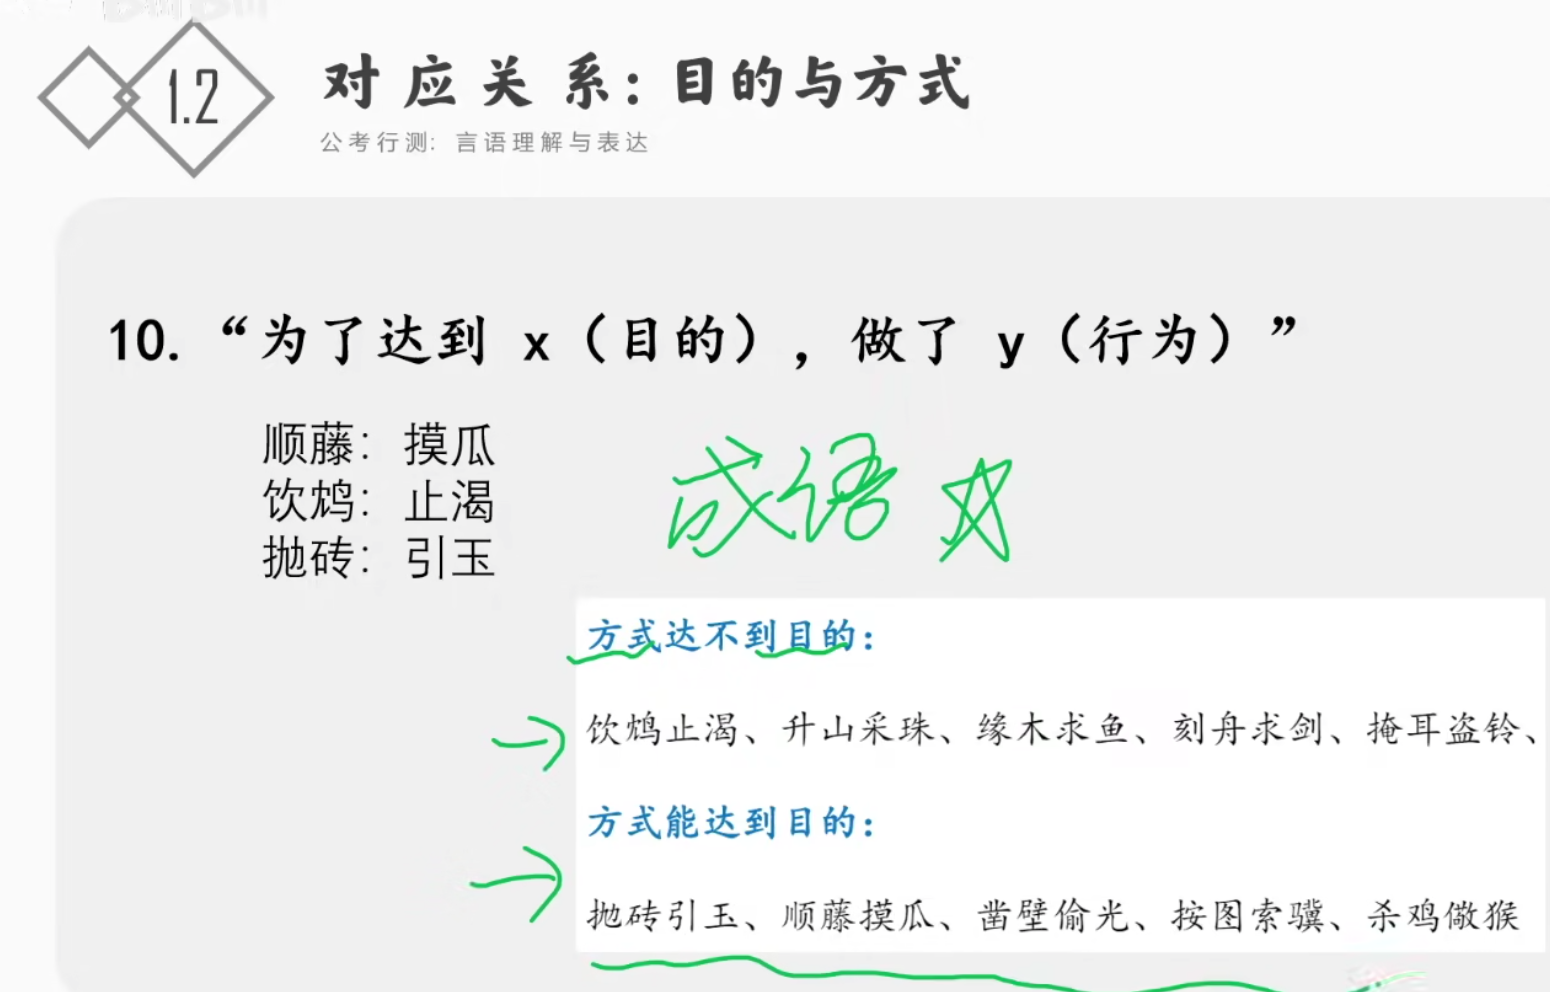 1.2
对应关系：目的与方式
公考行测：言语理解与表达
10.“为了达到 x（目的），做了 y（行为）”
顺藤：摸瓜
饮鸩：止渴
抛砖：引玉
成语
方式达不到目的：
饮鸩止渴、升山采珠、缘木求鱼、刻舟求剑、掩耳盗铃、
方式能达到目的：
抛砖引玉、顺藤摸瓜、凿壁偷光、按图索骥、杀鸡儆猴